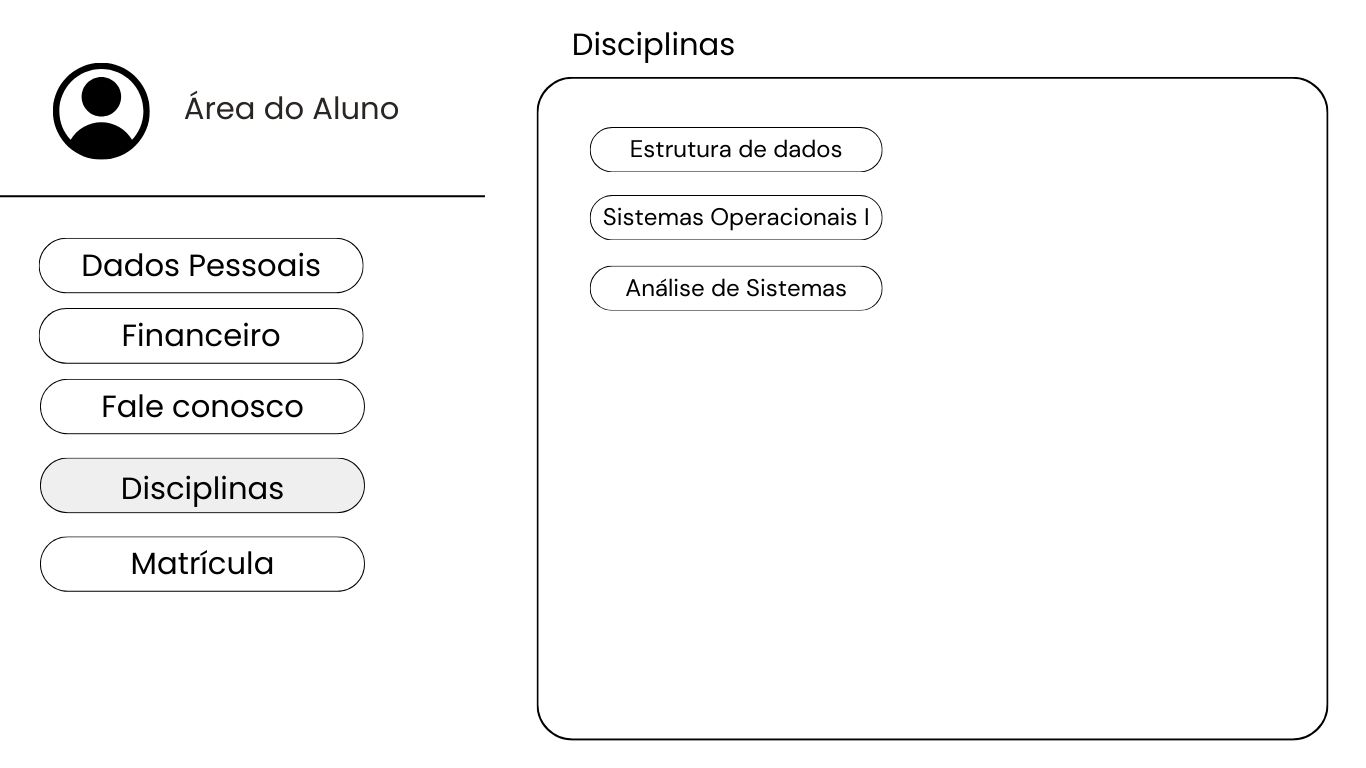 Área do Aluno
Dados Pessoais
Financeiro
Fale conosco
Disciplinas
Matrícula
Disciplinas
Estrutura de dados
Sistemas Operacionais I
Análise de Sistemas